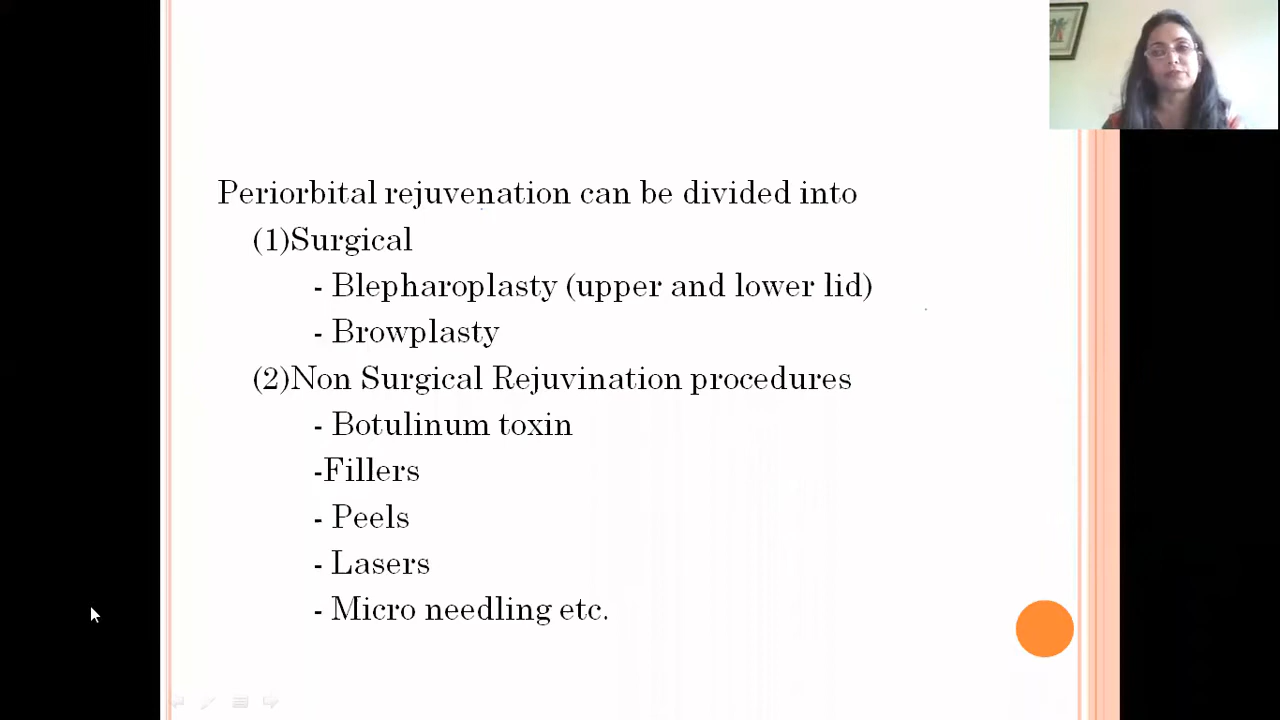 Periorbital rejuvenation can be divided into
(1)Surgical
- Blepharoplasty (upper and lower lid)
- Browplasty
(2)Non Surgical Rejuvination procedures
- Botulinum toxin
-Fillers
- Peels
- Lasers
- Micro needling etc.